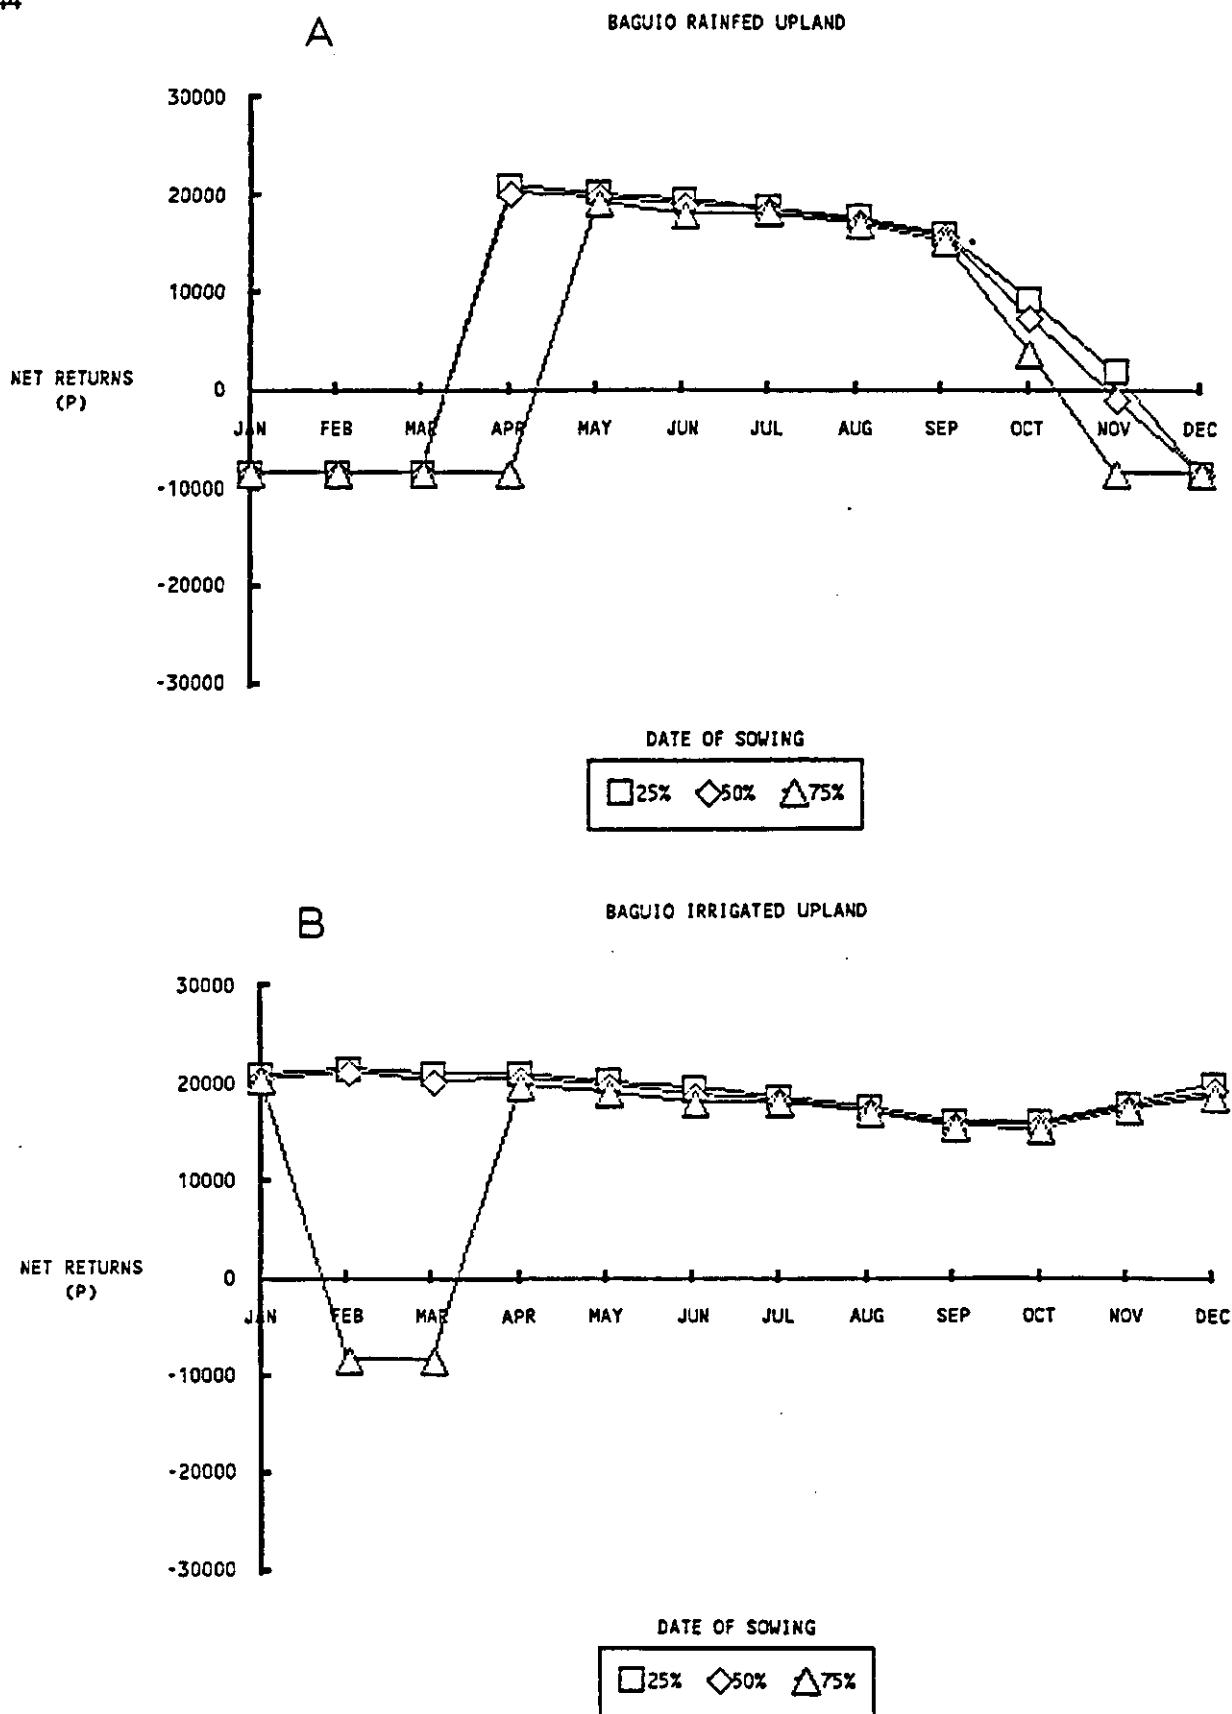 44
A
BAGUIO RAINFED UPLAND
30000
20000
10000
NET RETURNS
(P)
0
JAN FEB MAR APR MAY JUN JUL AUG SEP OCT NOV DEC
-10000
-20000
-30000
DATE OF SOWING
25% 50% 75%
B
BAGUIO IRRIGATED UPLAND
30000
20000
10000
NET RETURNS
(P)
0
JAN FEB MAR APR MAY JUN JUL AUG SEP OCT NOV DEC
-10000
-20000
-30000
DATE OF SOWING
25% 50% 75%